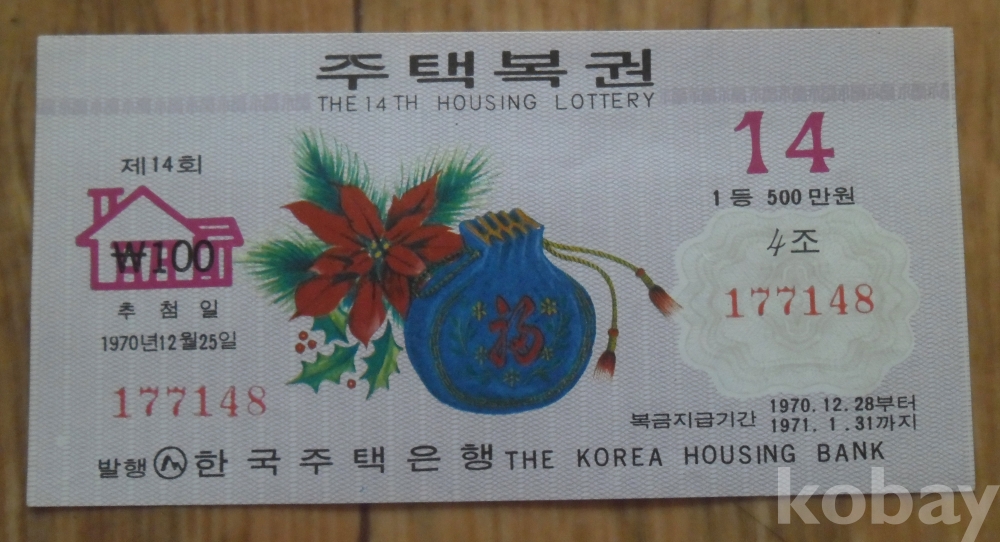 주택복권
THE 14TH HOUSING LOTTERY
제14회
₩100
추첨일
1970년12월25일
177148
福
14
1등 500만원
4조
177148
복금지급기간 1970.12.28부터
1971.1.31까지
발행 한국주택은행 THE KOREA HOUSING BANK
kobay